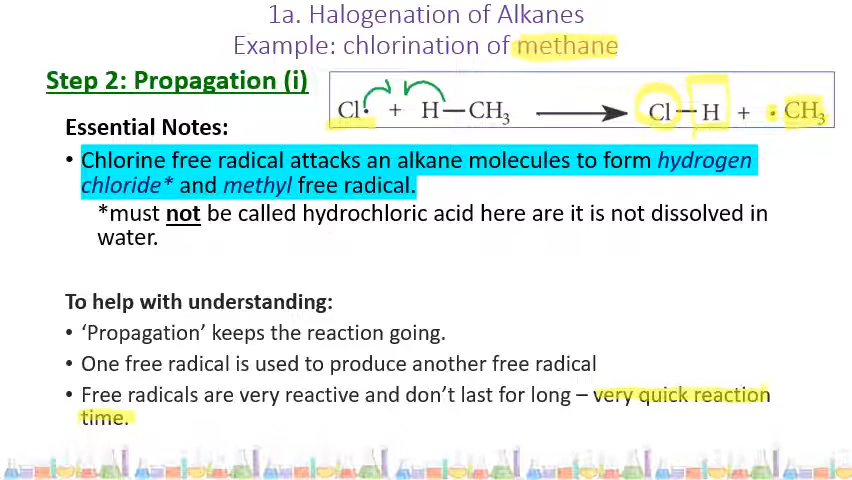 1a. Halogenation of Alkanes
Example: chlorination of methane
Step 2: Propagation (i)
Cl· + H—CH₃ ⟶ Cl—H + ·CH₃
Essential Notes:
• Chlorine free radical attacks an alkane molecules to form hydrogen
chloride* and methyl free radical.
*must not be called hydrochloric acid here are it is not dissolved in
water.
To help with understanding:
• ‘Propagation’ keeps the reaction going.
• One free radical is used to produce another free radical
• Free radicals are very reactive and don’t last for long – very quick reaction
time.